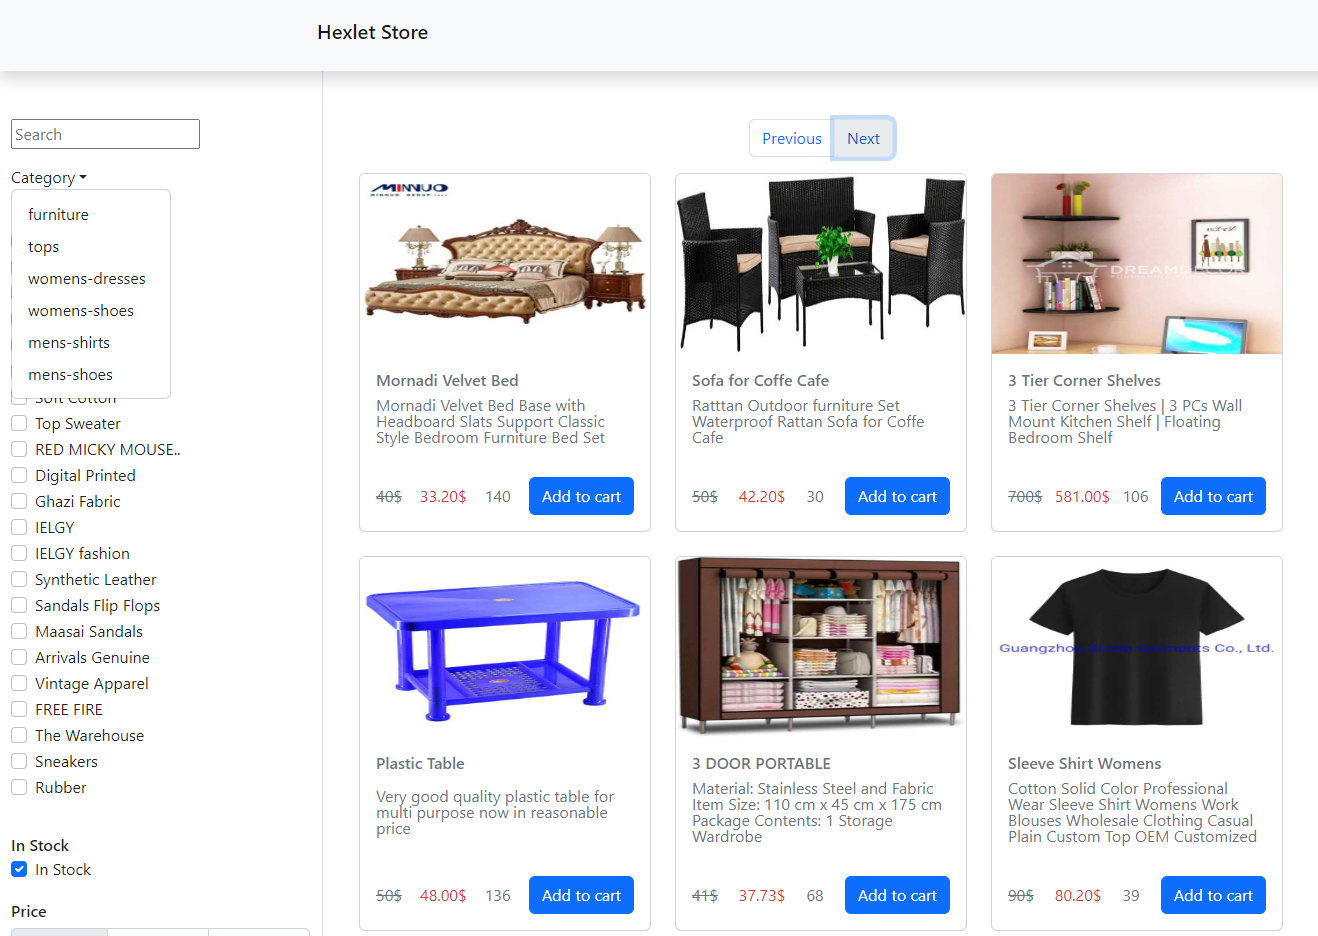 Hexlet Store
Search
Category
furniture
tops
womens-dresses
womens-shoes
mens-shirts
mens-shoes
Soft Cotton
Top Sweater
RED MICKY MOUSE..
Digital Printed
Ghazi Fabric
IELGY
IELGY fashion
Synthetic Leather
Sandals Flip Flops
Maasai Sandals
Arrivals Genuine
Vintage Apparel
FREE FIRE
The Warehouse
Sneakers
Rubber
In Stock
In Stock
Price
Previous
Next
MINNUO
Mornadi Velvet Bed
Mornadi Velvet Bed Base with
Headboard Slats Support Classic
Style Bedroom Furniture Bed Set
40$ 33.20$ 140 Add to cart
Sofa for Coffe Cafe
Ratttan Outdoor furniture Set
Waterproof Rattan Sofa for Coffe
Cafe
50$ 42.20$ 30 Add to cart
3 Tier Corner Shelves
3 Tier Corner Shelves | 3 PCs Wall
Mount Kitchen Shelf | Floating
Bedroom Shelf
700$ 581.00$ 106 Add to cart
Plastic Table
Very good quality plastic table for
multi purpose now in reasonable
price
50$ 48.00$ 136 Add to cart
3 DOOR PORTABLE
Material: Stainless Steel and Fabric
Item Size: 110 cm x 45 cm x 175 cm
Package Contents: 1 Storage
Wardrobe
41$ 37.73$ 68 Add to cart
Guangzhou Garments Co., Ltd.
Sleeve Shirt Womens
Cotton Solid Color Professional
Wear Sleeve Shirt Womens Work
Blouses Wholesale Clothing Casual
Plain Custom Top OEM Customized
90$ 80.20$ 39 Add to cart